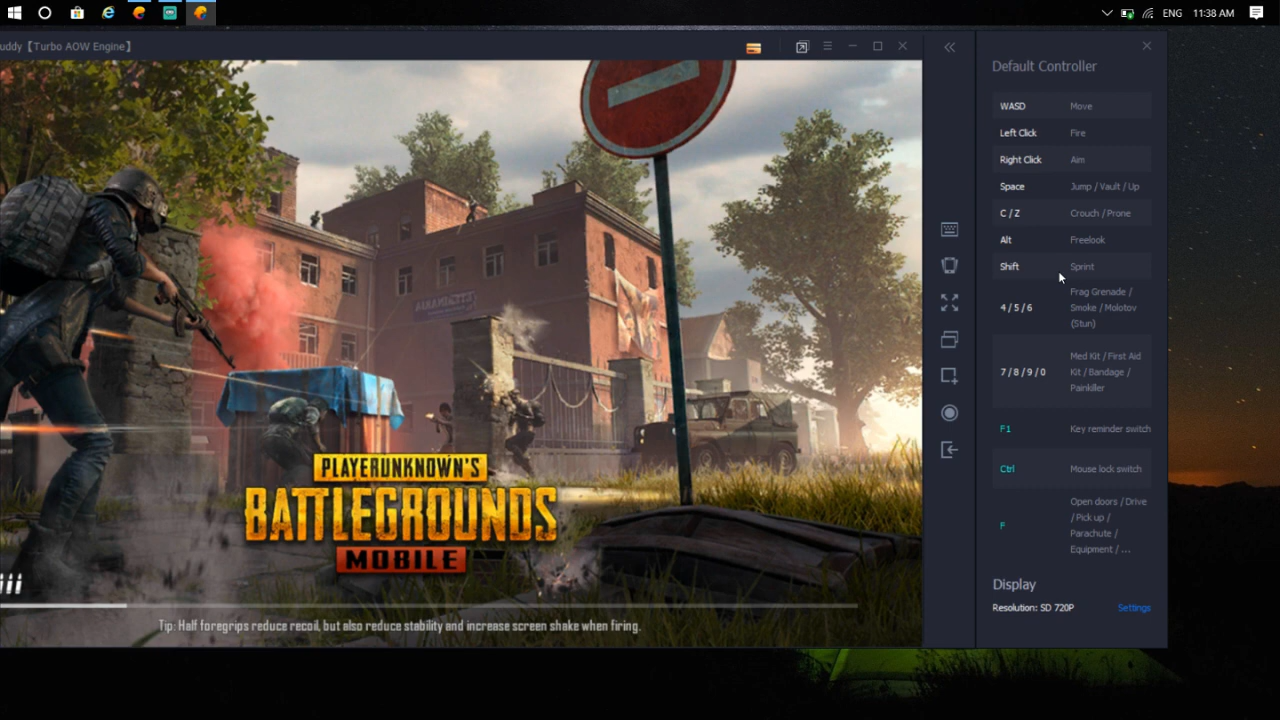 ENG 11:38 AM
uddy【Turbo AOW Engine】
Default Controller
WASD Move
Left Click Fire
Right Click Aim
Space Jump / Vault / Up
C / Z Crouch / Prone
Alt Freelook
Shift Sprint
4 / 5 / 6 Frag Grenade /
Smoke / Molotov
(Stun)
7 / 8 / 9 / 0 Med Kit / First Aid
Kit / Bandage /
Painkiller
F1 Key reminder switch
Ctrl Mouse lock switch
F Open doors / Drive
/ Pick up /
Parachute /
Equipment / ...
Display
Resolution: SD 720P Settings
PLAYERUNKNOWN'S
BATTLEGROUNDS
MOBILE
Tip: Half foregrips reduce recoil, but also reduce stability and increase screen shake when firing.